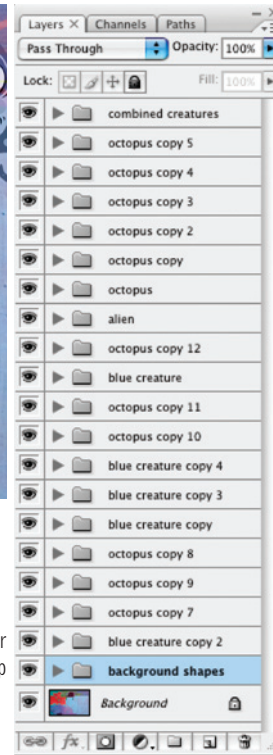 Layers X Channels Paths
Pass Through Opacity: 100%
Lock: Fill: 100%
combined creatures
octopus copy 5
octopus copy 4
octopus copy 3
octopus copy 2
octopus copy
octopus
alien
octopus copy 12
blue creature
octopus copy 11
octopus copy 10
blue creature copy 4
blue creature copy 3
blue creature copy
octopus copy 8
octopus copy 9
octopus copy 7
blue creature copy 2
background shapes
Background
fx.